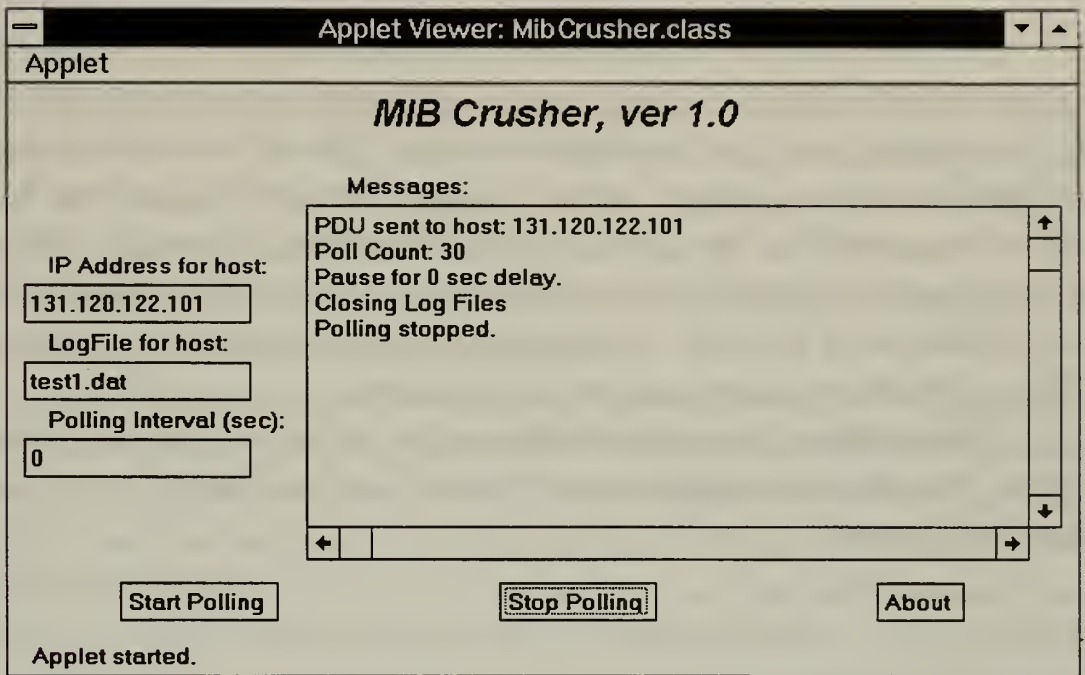 Applet Viewer: MibCrusher.class
Applet
MIB Crusher, ver 1.0
Messages:
PDU sent to host: 131.120.122.101
Poll Count: 30
Pause for 0 sec delay.
Closing Log Files
Polling stopped.
IP Address for host:
131.120.122.101
LogFile for host:
test1.dat
Polling Interval (sec):
0
Start Polling
Stop Polling
About
Applet started.